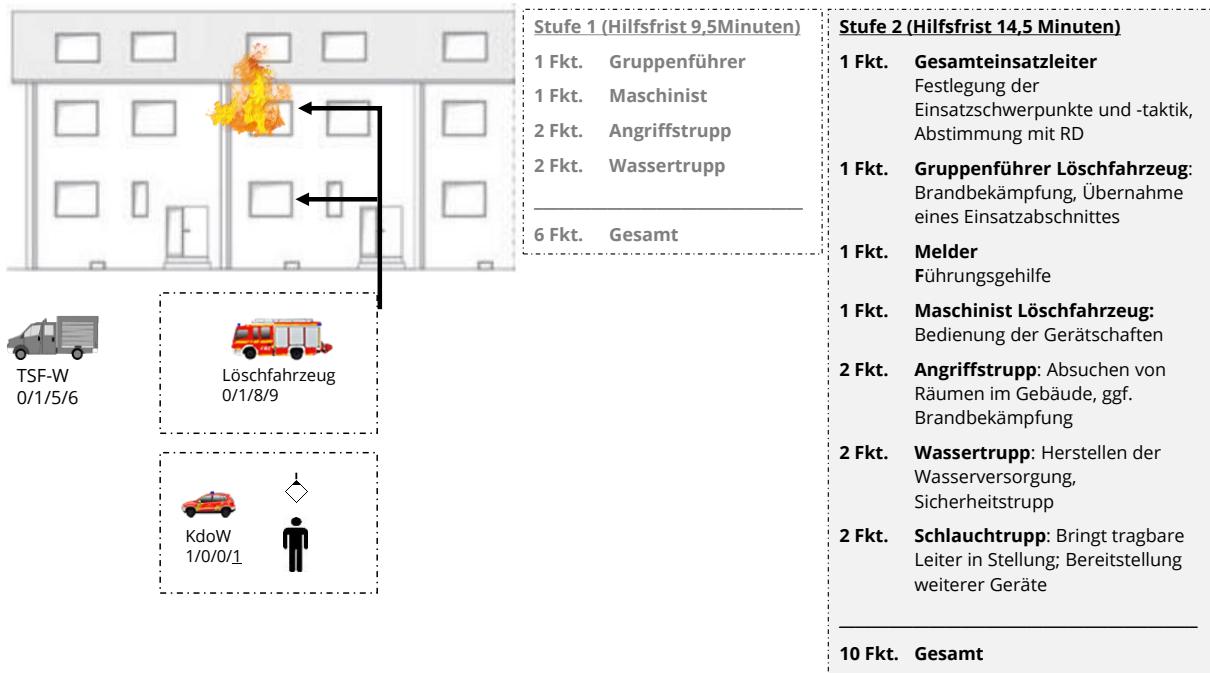 Stufe 1 (Hilfsfrist 9,5Minuten)
1 Fkt. Gruppenführer
1 Fkt. Maschinist
2 Fkt. Angriffstrupp
2 Fkt. Wassertrupp
6 Fkt. Gesamt
Stufe 2 (Hilfsfrist 14,5 Minuten)
1 Fkt. Gesamteinsatzleiter
Festlegung der
Einsatzschwerpunkte und -taktik,
Abstimmung mit RD
1 Fkt. Gruppenführer Löschfahrzeug:
Brandbekämpfung, Übernahme
eines Einsatzabschnittes
1 Fkt. Melder
Führungsgehilfe
1 Fkt. Maschinist Löschfahrzeug:
Bedienung der Gerätschaften
2 Fkt. Angriffstrupp: Absuchen von
Räumen im Gebäude, ggf.
Brandbekämpfung
2 Fkt. Wassertrupp: Herstellen der
Wasserversorgung,
Sicherheitstrupp
2 Fkt. Schlauchtrupp: Bringt tragbare
Leiter in Stellung; Bereitstellung
weiterer Geräte
10 Fkt. Gesamt
TSF-W
0/1/5/6
Löschfahrzeug
0/1/8/9
KdoW
1/0/0/1